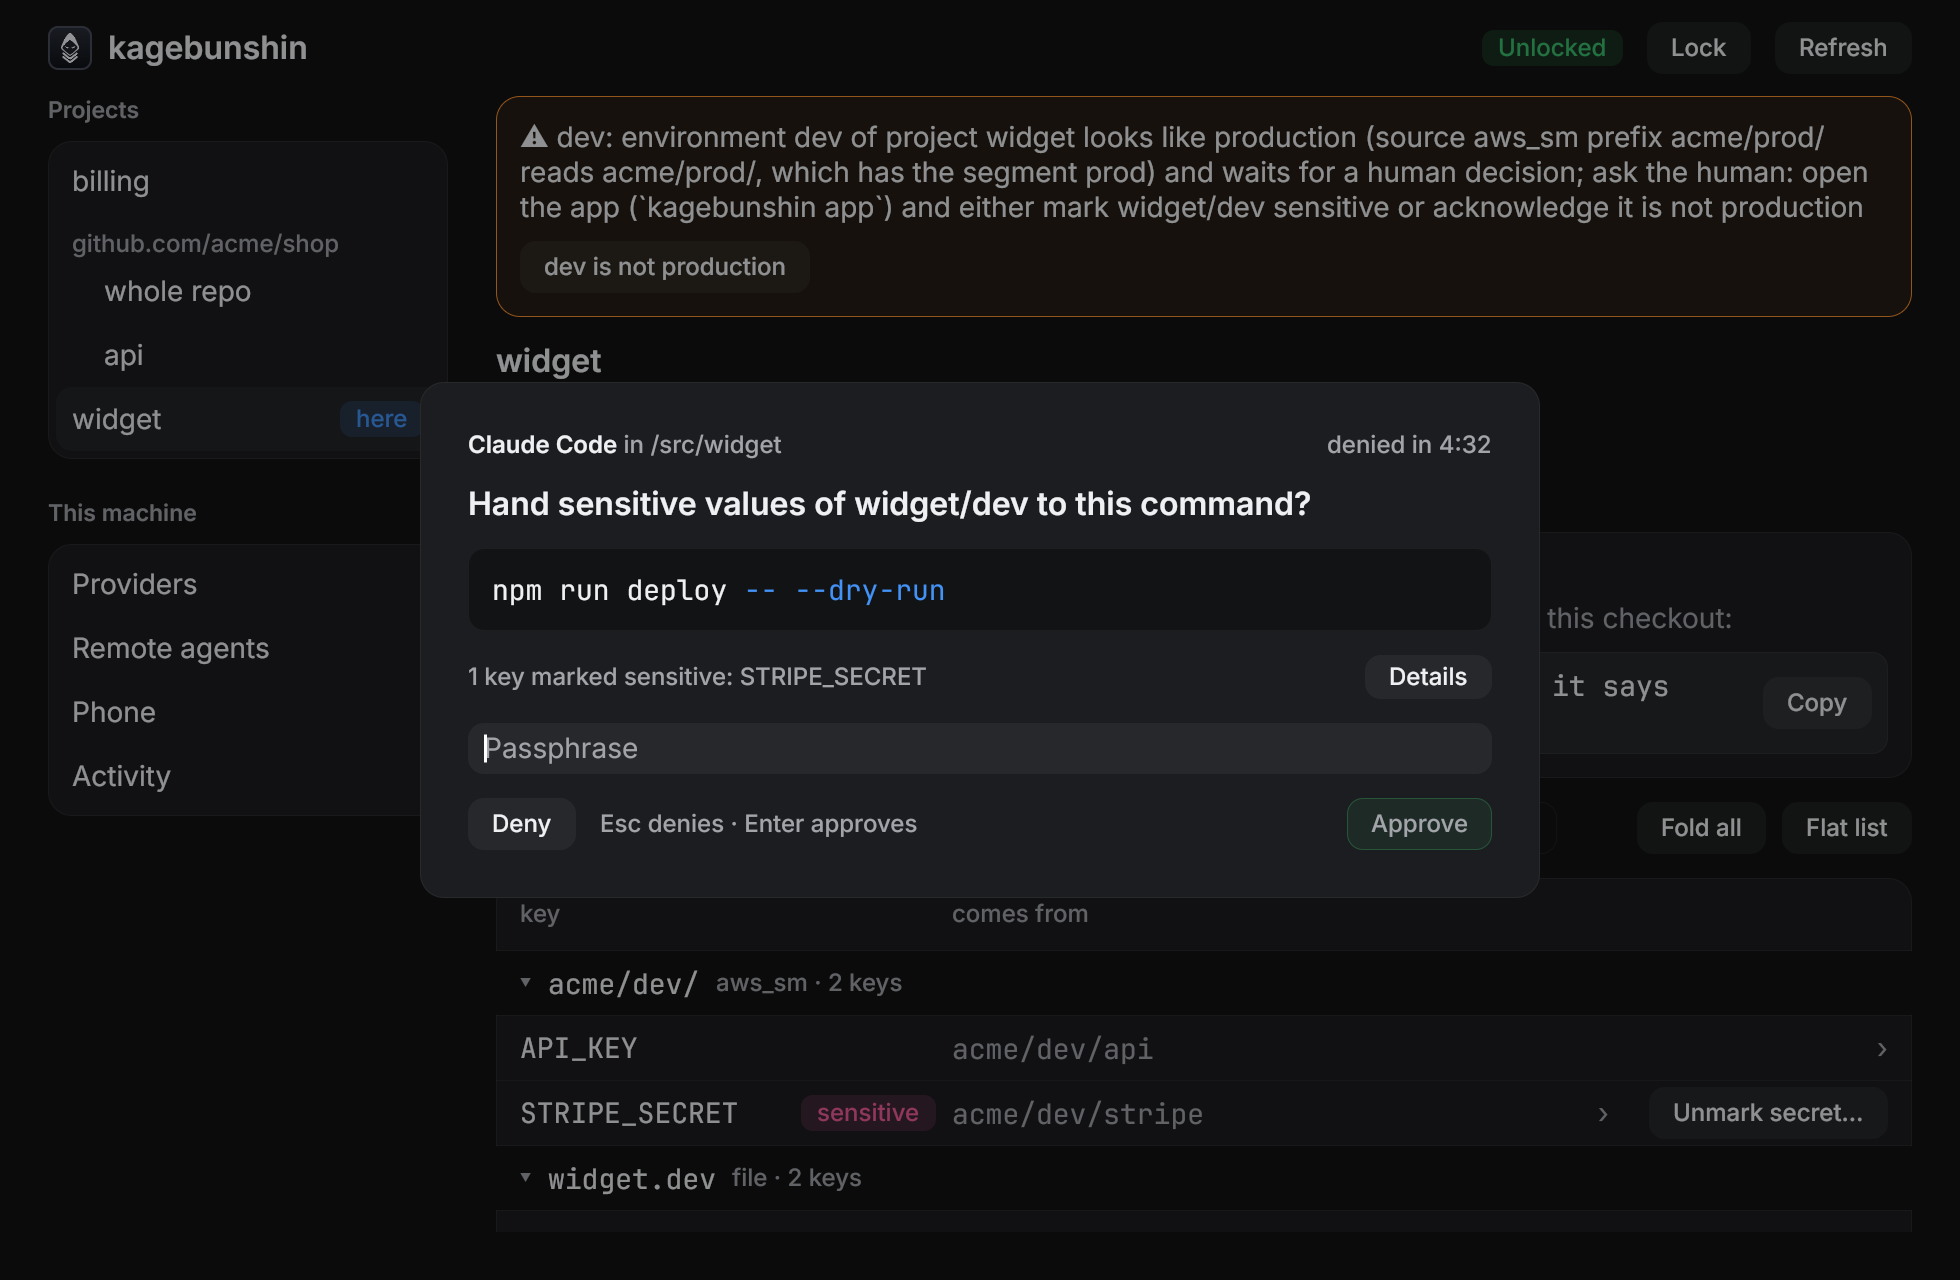 kagebunshin
Unlocked
Lock
Refresh
Projects
billing
github.com/acme/shop
whole repo
api
widget
here
This machine
Providers
Remote agents
Phone
Activity
⚠ dev: environment dev of project widget looks like production (source aws_sm prefix acme/prod/
reads acme/prod/, which has the segment prod) and waits for a human decision; ask the human: open
the app (`kagebunshin app`) and either mark widget/dev sensitive or acknowledge it is not production
dev is not production
widget
Claude Code in /src/widget
denied in 4:32
Hand sensitive values of widget/dev to this command?
npm run deploy -- --dry-run
1 key marked sensitive: STRIPE_SECRET
Details
Passphrase
Deny
Esc denies · Enter approves
Approve
this checkout:
it says
Copy
Fold all
Flat list
key
comes from
▾ acme/dev/ aws_sm · 2 keys
API_KEY
acme/dev/api
›
STRIPE_SECRET
sensitive
acme/dev/stripe
›
Unmark secret...
▾ widget.dev file · 2 keys